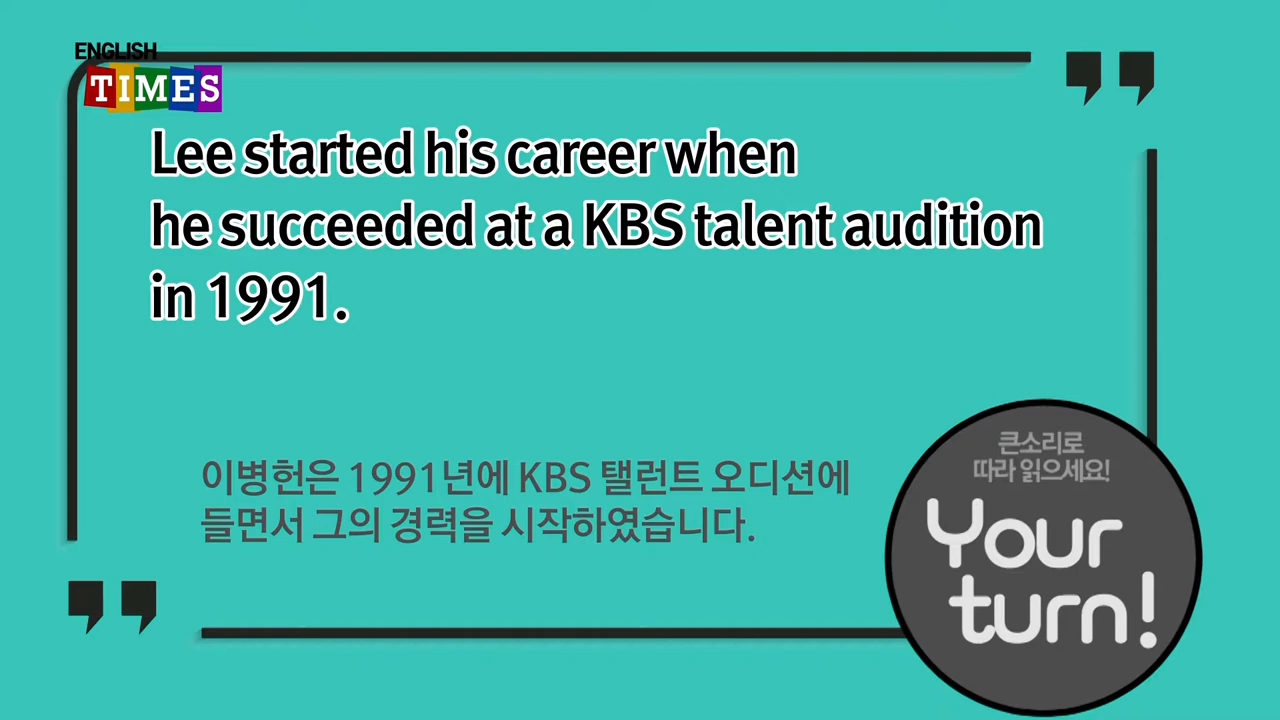 ENGLISH
TIMES
Lee started his career when
he succeeded at a KBS talent audition
in 1991.
이병헌은 1991년에 KBS 탤런트 오디션에
들면서 그의 경력을 시작하였습니다.
큰소리로
따라 읽으세요!
Your
turn!